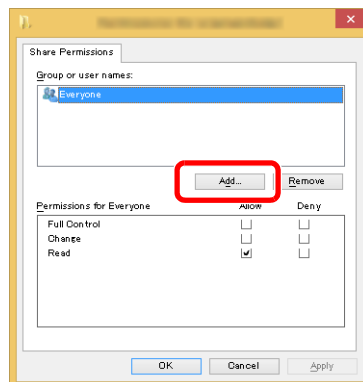 Share Permissions
Group or user names:
Everyone
Add... Remove
Permissions for Everyone Allow Deny
Full Control
Change
Read
OK Cancel Apply